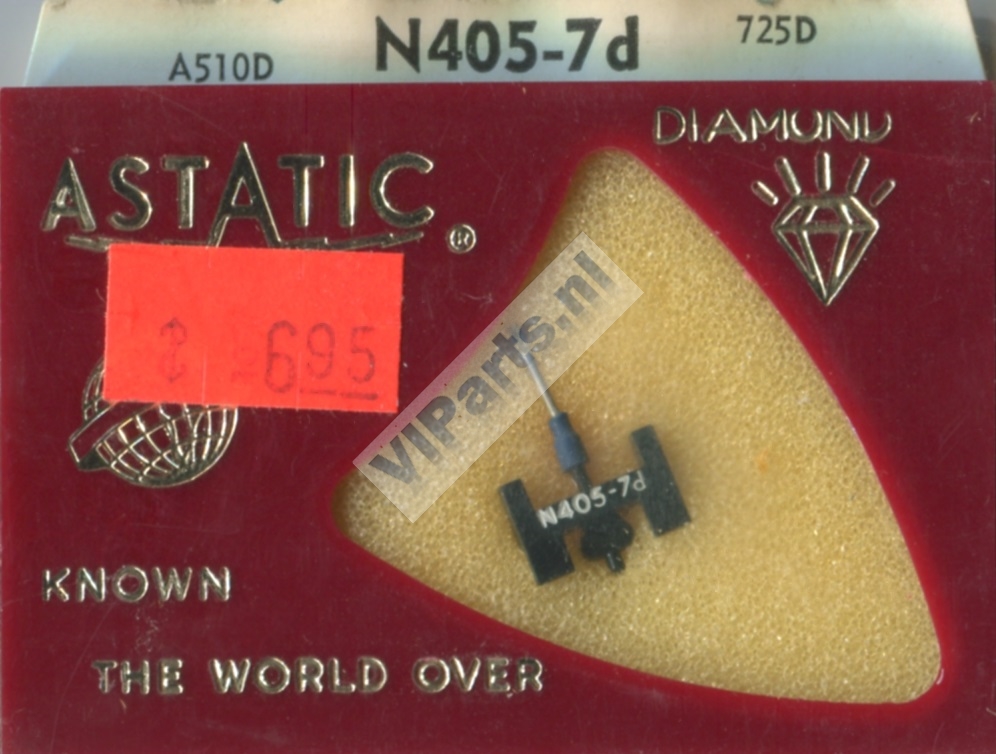 A510D N405-7d 725D
DIAMOND
ASTATIC
®
695
VIParts.nl
N405-7d
KNOWN
THE WORLD OVER